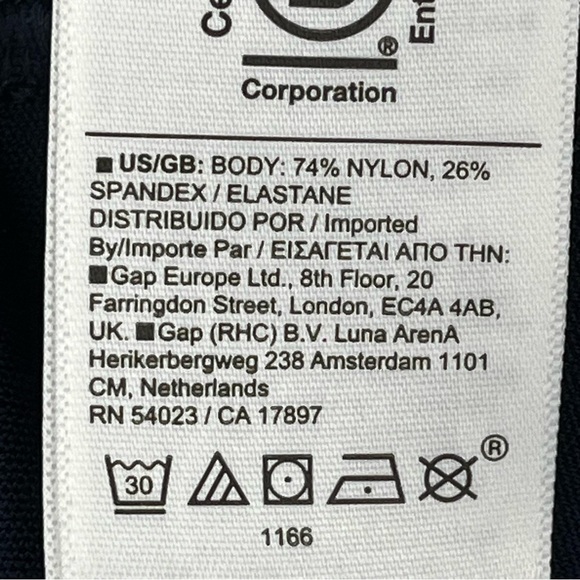 ®
Corporation
■ US/GB: BODY: 74% NYLON, 26%
SPANDEX / ELASTANE
DISTRIBUIDO POR / Imported
By/Importe Par / ΕΙΣΑΓΕΤΑΙ ΑΠΟ ΤΗΝ:
■ Gap Europe Ltd., 8th Floor, 20
Farringdon Street, London, EC4A 4AB,
UK. ■ Gap (RHC) B.V. Luna ArenA
Herikerbergweg 238 Amsterdam 1101
CM, Netherlands
RN 54023 / CA 17897
30 ®
1166